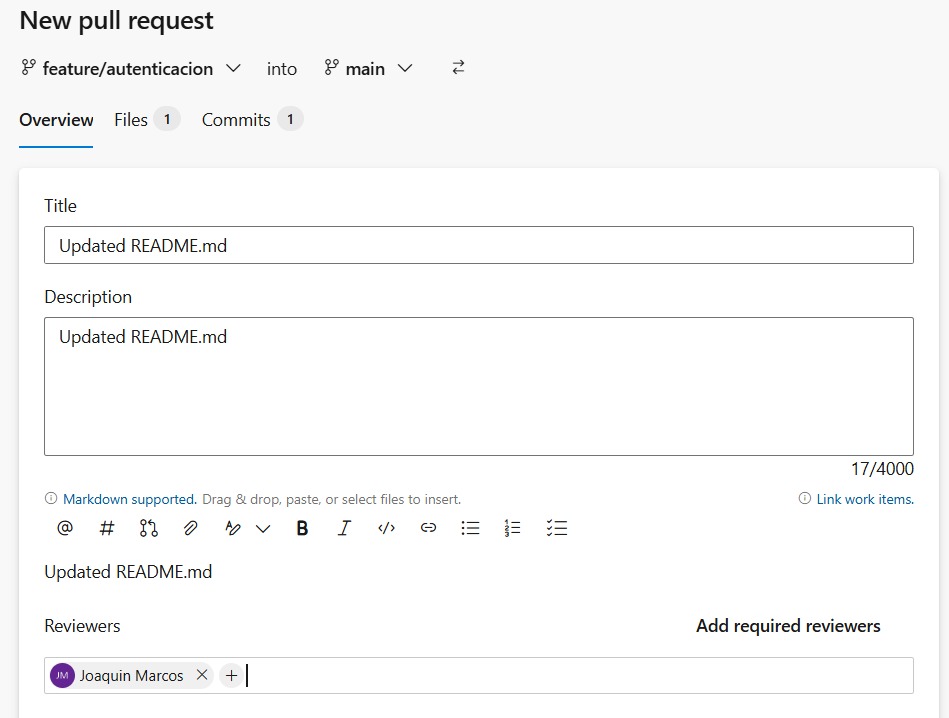 New pull request
feature/autenticacion into main
Overview Files 1 Commits 1
Title
Updated README.md
Description
Updated README.md
17/4000
Markdown supported. Drag & drop, paste, or select files to insert. Link work items.
Updated README.md
Reviewers Add required reviewers
JM Joaquin Marcos